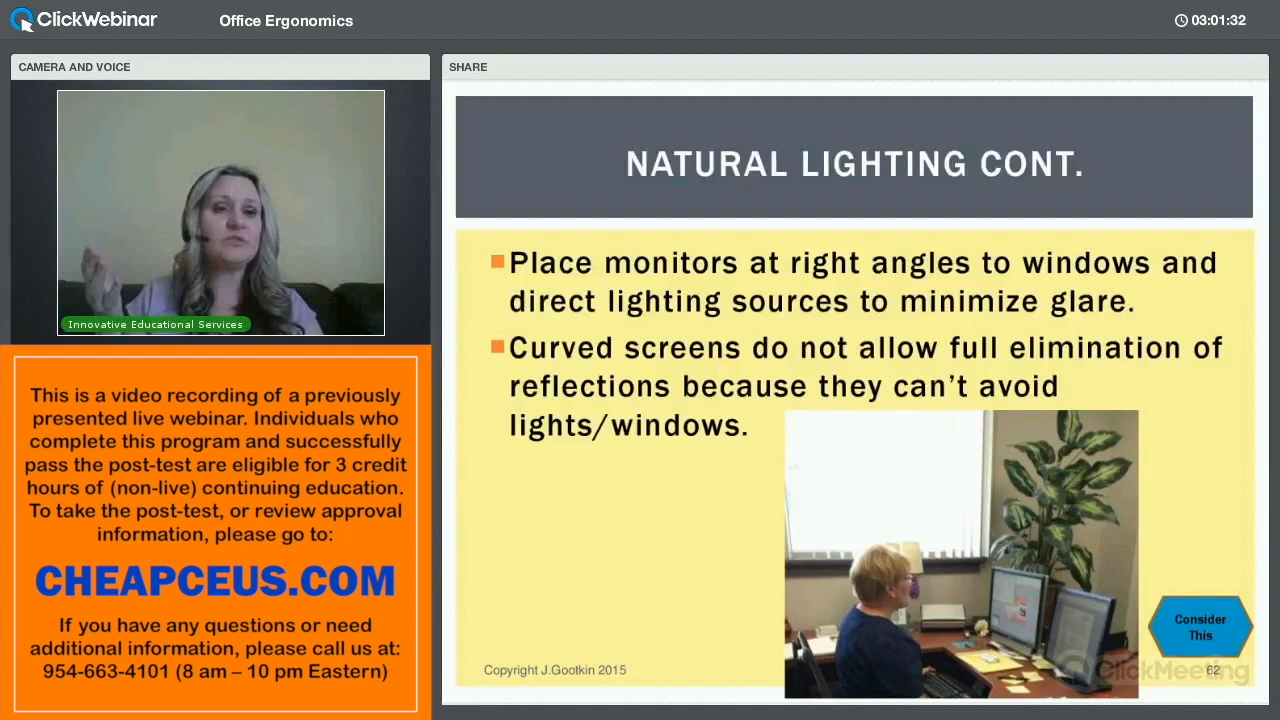 ClickWebinar
Office Ergonomics
03:01:32
CAMERA AND VOICE
Innovative Educational Services
This is a video recording of a previously
presented live webinar. Individuals who
complete this program and successfully
pass the post-test are eligible for 3 credit
hours of (non-live) continuing education.
To take the post-test, or review approval
information, please go to:
CHEAPCEUS.COM
If you have any questions or need
additional information, please call us at:
954-663-4101 (8 am – 10 pm Eastern)
SHARE
NATURAL LIGHTING CONT.
Place monitors at right angles to windows and
direct lighting sources to minimize glare.
Curved screens do not allow full elimination of
reflections because they can't avoid
lights/windows.
Consider
This
Copyright J.Gootkin 2015
62
ClickMeeting